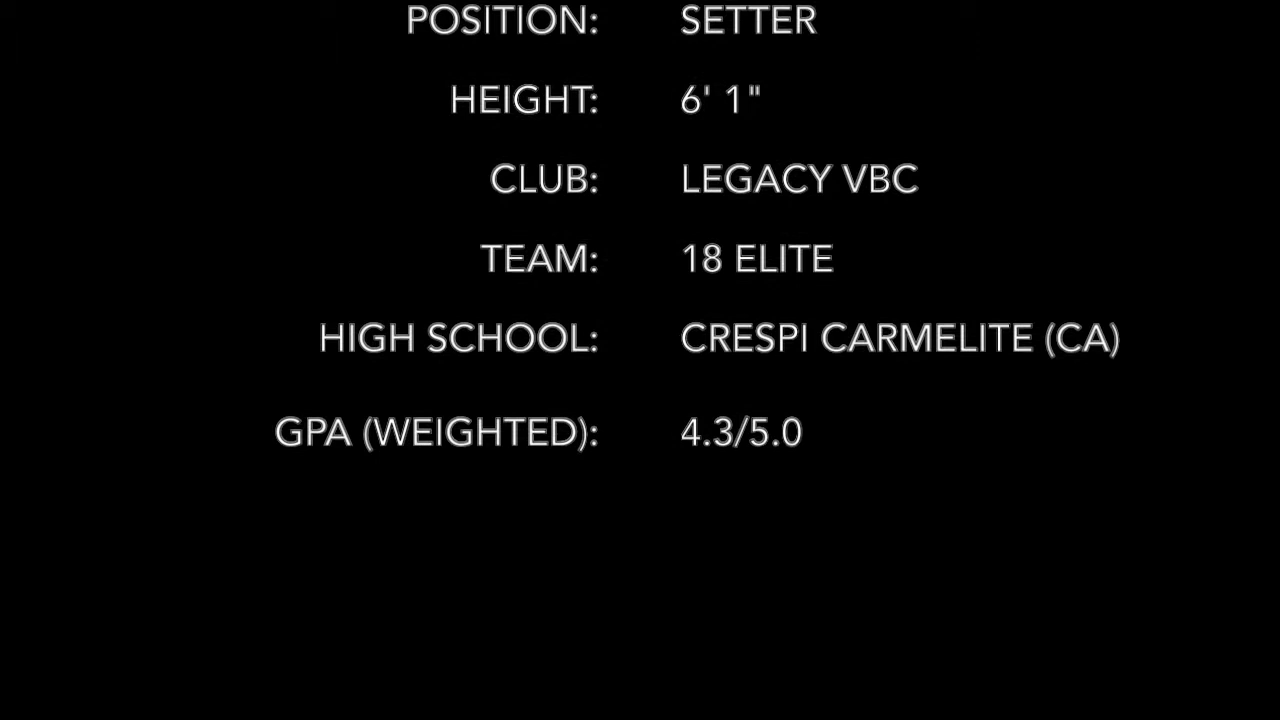 POSITION: SETTER
HEIGHT: 6' 1"
CLUB: LEGACY VBC
TEAM: 18 ELITE
HIGH SCHOOL: CRESPI CARMELITE (CA)
GPA (WEIGHTED): 4.3/5.0